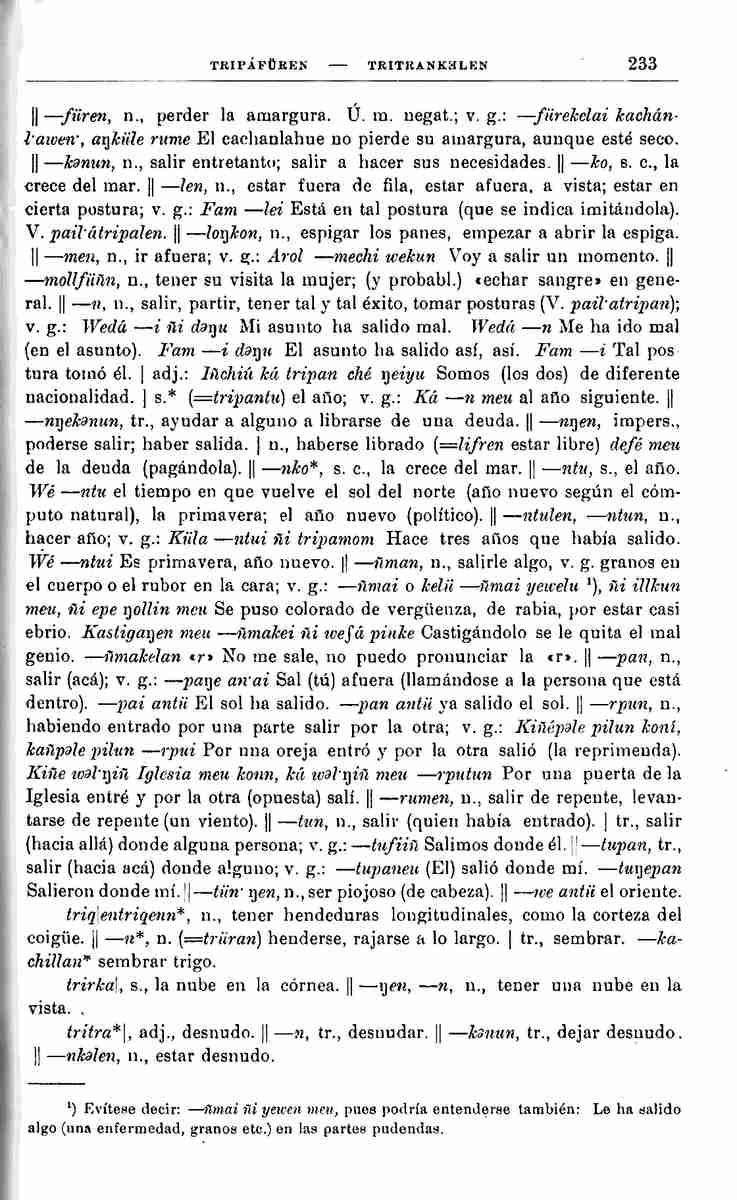 TRIPÁFÜREN — TRITRANKƏLEN 233
|| —füren, n., perder la amargura. Ú. m. negat.; v. g.: —fürekelai kachán-
l·awen·, aŋküle rume El cachanlahue no pierde su amargura, aunque esté seco.
|| —kənun, n., salir entretanto; salir a hacer sus necesidades. || —ko, s. c., la
crece del mar. || —len, n., estar fuera de fila, estar afuera, a vista; estar en
cierta postura; v. g.: Fam —lei Está en tal postura (que se indica imitándola).
V. pail·átripalen. || —loŋkon, n., espigar los panes, empezar a abrir la espiga.
|| —men, n., ir afuera; v. g.: Arol —mechi wekun Voy a salir un momento. ||
—mollfüñn, n., tener su visita la mujer; (y probabl.) «echar sangre» en gene-
ral. || —n, n., salir, partir, tener tal y tal éxito, tomar posturas (V. pail·atripan);
v. g.: Wedá —i ñi dəŋu Mi asunto ha salido mal. Wedá —n Me ha ido mal
(en el asunto). Fam —i dəŋu El asunto ha salido así, así. Fam —i Tal pos
tura tomó él. | adj.: Iñchiú ká tripan ché ŋeiyu Somos (los dos) de diferente
nacionalidad. | s.* (=tripantu) el año; v. g.: Ká —n meu al año siguiente. ||
—nŋekənun, tr., ayudar a alguno a librarse de una deuda. || —nŋen, impers.,
poderse salir; haber salida. | n., haberse librado (=lifren estar libre) defé meu
de la deuda (pagándola). || —nko*, s. c., la crece del mar. || —ntu, s., el año.
Wé —ntu el tiempo en que vuelve el sol del norte (año nuevo según el cóm-
puto natural), la primavera; el año nuevo (político). || —ntulen, —ntun, n.,
hacer año; v. g.: Küla —ntui ñi tripamom Hace tres años que había salido.
Wé —ntui Es primavera, año nuevo. || —ñman, n., salirle algo, v. g. granos en
el cuerpo o el rubor en la cara; v. g.: —ñmai o kelü —ñmai yewelu ¹), ñi illkun
meu, ñi epe ŋollin meu Se puso colorado de vergüenza, de rabia, por estar casi
ebrio. Kastigaŋen meu —ñmakei ñi weʃá piuke Castigándolo se le quita el mal
genio. —ñmakelan «r» No me sale, no puedo pronunciar la «r». || —pan, n.,
salir (acá); v. g.: —paŋe an·ai Sal (tú) afuera (llamándose a la persona que está
dentro). —pai antü El sol ha salido. —pan antü ya salido el sol. || —rpun, n.,
habiendo entrado por una parte salir por la otra; v. g.: Kiñépəle pilun koní,
kañpəle pilun —rpui Por una oreja entró y por la otra salió (la reprimenda).
Kiñe wəl·ŋiñ Iglesia meu konn, ká wəl·ŋiñ meu —rputun Por una puerta de la
Iglesia entré y por la otra (opuesta) salí. || —rumen, n., salir de repente, levan-
tarse de repente (un viento). || —tun, n., salir (quien había entrado). | tr., salir
(hacia allá) donde alguna persona; v. g.: —tufiiñ Salimos donde él. || —tupan, tr.,
salir (hacia acá) donde alguno; v. g.: —tupaneu (El) salió donde mí. —tuŋepan
Salieron donde mí. || —tün· ŋen, n., ser piojoso (de cabeza). || —we antü el oriente.
triq|entriqenn*, n., tener hendeduras longitudinales, como la corteza del
coigüe. || —n*, n. (=trüran) henderse, rajarse a lo largo. | tr., sembrar. —ka-
chillan* sembrar trigo.
trirka|, s., la nube en la córnea. || —ŋen, —n, n., tener una nube en la
vista. .
tritra*|, adj., desnudo. || —n, tr., desnudar. || —kənun, tr., dejar desnudo.
|| —nkəlen, n., estar desnudo.
¹) Evítese decir: —ñmai ñi yewen meu, pues podría entenderse también: Le ha salido
algo (una enfermedad, granos etc.) en las partes pudendas.